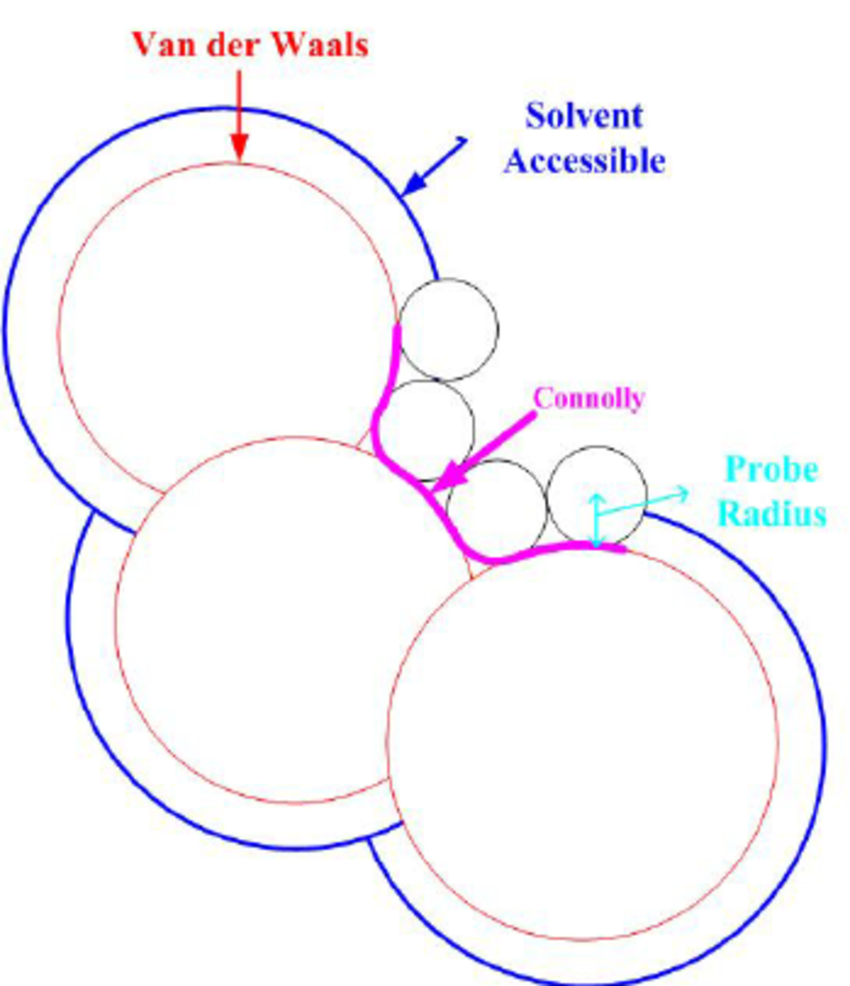 Van der Waals
Solvent
Accessible
Connolly
Probe
Radius